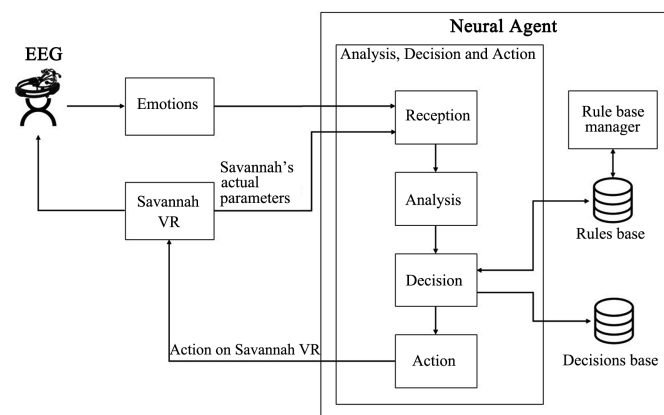 Neural Agent
EEG
Analysis, Decision and Action
Emotions
Reception
Rule base
manager
Savannah's
actual
parameters
Savannah
VR
Analysis
Rules base
Decision
Action on Savannah VR
Action
Decisions base